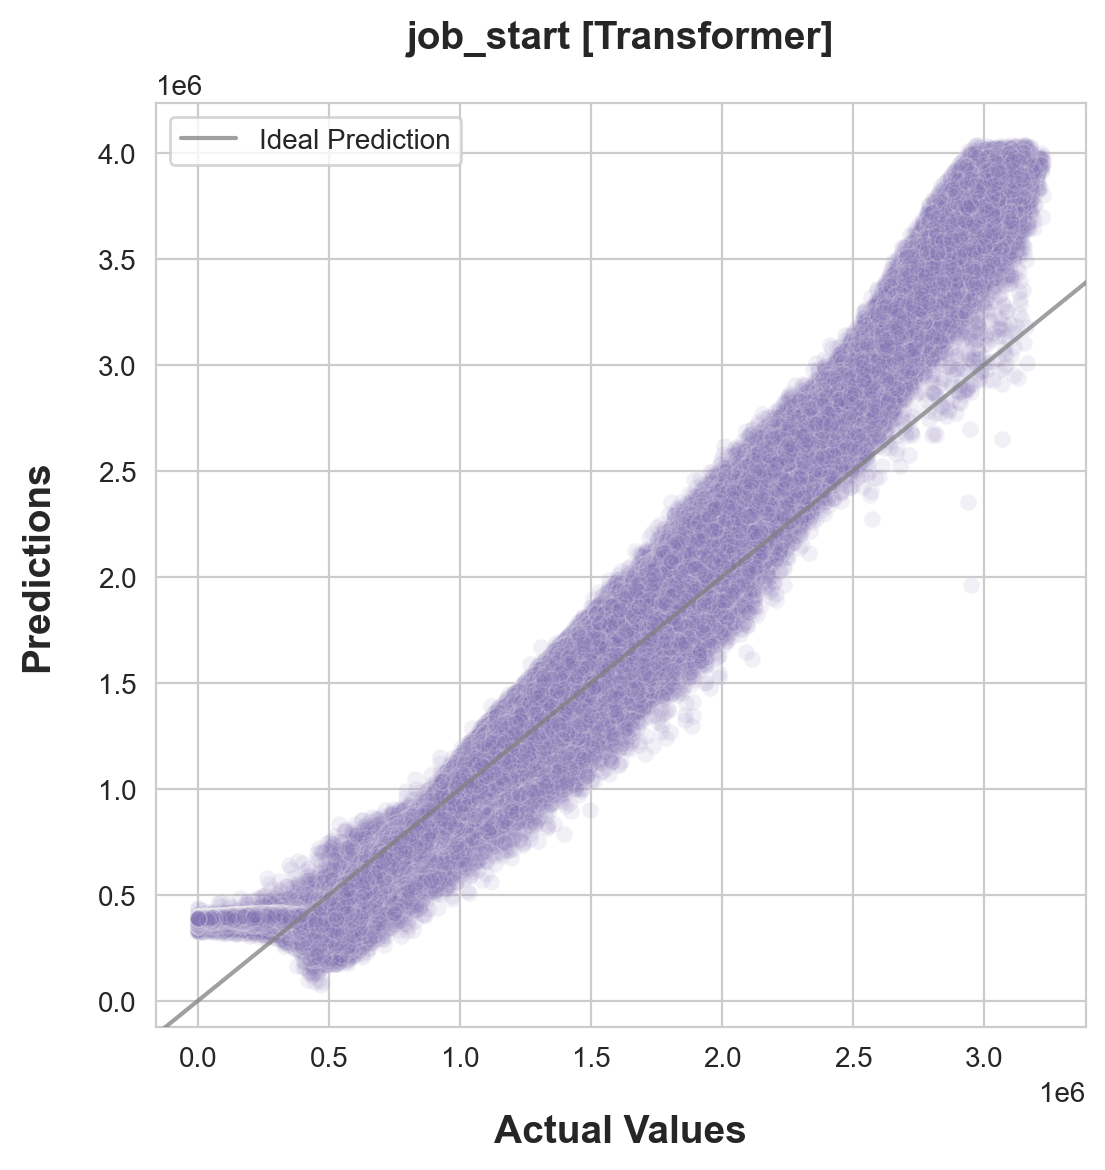 job_start [Transformer]
1e6
Ideal Prediction
4.0
3.5
3.0
2.5
2.0
1.5
1.0
0.5
0.0
Predictions
0.0 0.5 1.0 1.5 2.0 2.5 3.0
1e6
Actual Values